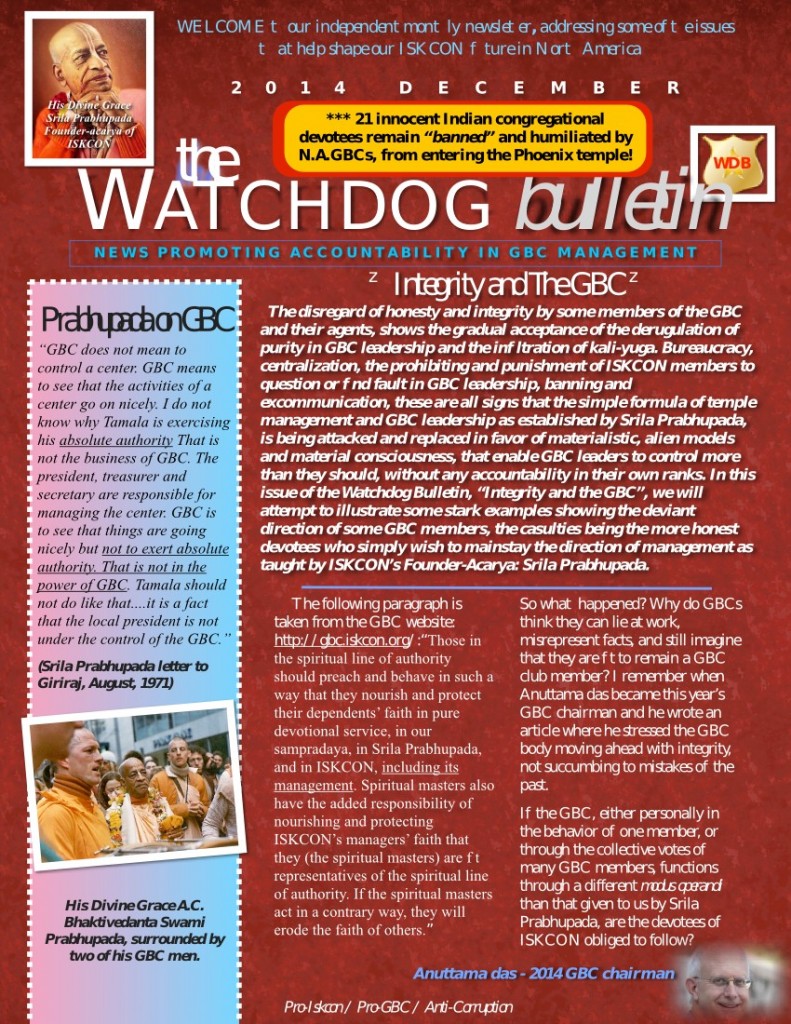 WELCOME t our independent mont ly newslet er, addressing some of t e issues
t at help shape our ISKCON f ture in Nort America
2014 DECEMBER
His Divine Grace
Srila Prabhupada
Founder-acarya of
ISKCON
*** 21 innocent Indian congregational
devotees remain “banned” and humiliated by
N.A.GBCs, from entering the Phoenix temple!
WDB
the
WATCHDOG bulletin
NEWS PROMOTING ACCOUNTABILITY IN GBC MANAGEMENT
Prabhupada on GBC
“GBC does not mean to
control a center. GBC means
to see that the activities of a
center go on nicely. I do not
know why Tamala is exercising
his absolute authority That is
not the business of GBC. The
president, treasurer and
secretary are responsible for
managing the center. GBC is
to see that things are going
nicely but not to exert absolute
authority. That is not in the
power of GBC. Tamala should
not do like that....it is a fact
that the local president is not
under the control of the GBC.”
(Srila Prabhupada letter to
Giriraj, August, 1971)
His Divine Grace A.C.
Bhaktivedanta Swami
Prabhupada, surrounded by
two of his GBC men.
z Integrity and The GBC z
The disregard of honesty and integrity by some members of the GBC
and their agents, shows the gradual acceptance of the derugulation of
purity in GBC leadership and the inf ltration of kali-yuga. Bureaucracy,
centralization, the prohibiting and punishment of ISKCON members to
question or f nd fault in GBC leadership, banning and
excommunication, these are all signs that the simple formula of temple
management and GBC leadership as established by Srila Prabhupada,
is being attacked and replaced in favor of materialistic, alien models
and material consciousness, that enable GBC leaders to control more
than they should, without any accountability in their own ranks. In this
issue of the Watchdog Bulletin, “Integrity and the GBC”, we will
attempt to illustrate some stark examples showing the deviant
direction of some GBC members, the casulties being the more honest
devotees who simply wish to mainstay the direction of management as
taught by ISKCON’s Founder-Acarya: Srila Prabhupada.
The following paragraph is
taken from the GBC website:
http://gbc.iskcon.org/:“Those in
the spiritual line of authority
should preach and behave in such a
way that they nourish and protect
their dependents’ faith in pure
devotional service, in our
sampradaya, in Srila Prabhupada,
and in ISKCON, including its
management. Spiritual masters also
have the added responsibility of
nourishing and protecting
ISKCON’s managers’ faith that
they (the spiritual masters) are f t
representatives of the spiritual line
of authority. If the spiritual masters
act in a contrary way, they will
erode the faith of others.”
So what happened? Why do GBCs
think they can lie at work,
misrepresent facts, and still imagine
that they are f t to remain a GBC
club member? I remember when
Anuttama das became this year’s
GBC chairman and he wrote an
article where he stressed the GBC
body moving ahead with integrity,
not succumbing to mistakes of the
past.
If the GBC, either personally in
the behavior of one member, or
through the collective votes of
many GBC members, functions
through a different modus operandi
than that given to us by Srila
Prabhupada, are the devotees of
ISKCON obliged to follow?
Anuttama das - 2014 GBC chairman
Pro-Iskcon / Pro-GBC / Anti-Corruption